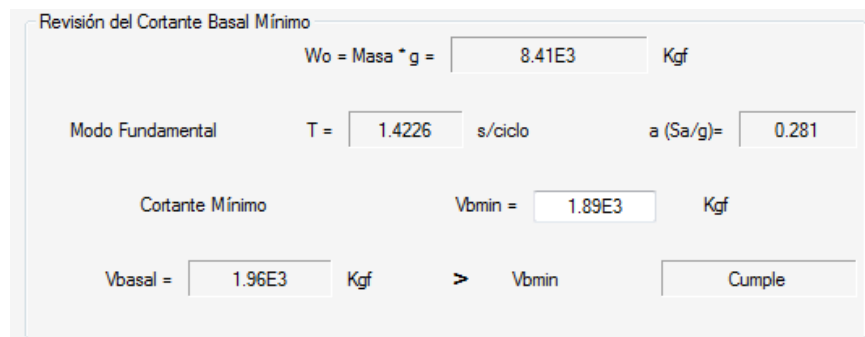 Revisión del Cortante Basal Mínimo
Wo = Masa * g = 8.41E3 Kgf
Modo Fundamental T = 1.4226 s/ciclo a (Sa/g)= 0.281
Cortante Mínimo Vbmin = 1.89E3 Kgf
Vbasal = 1.96E3 Kgf > Vbmin Cumple